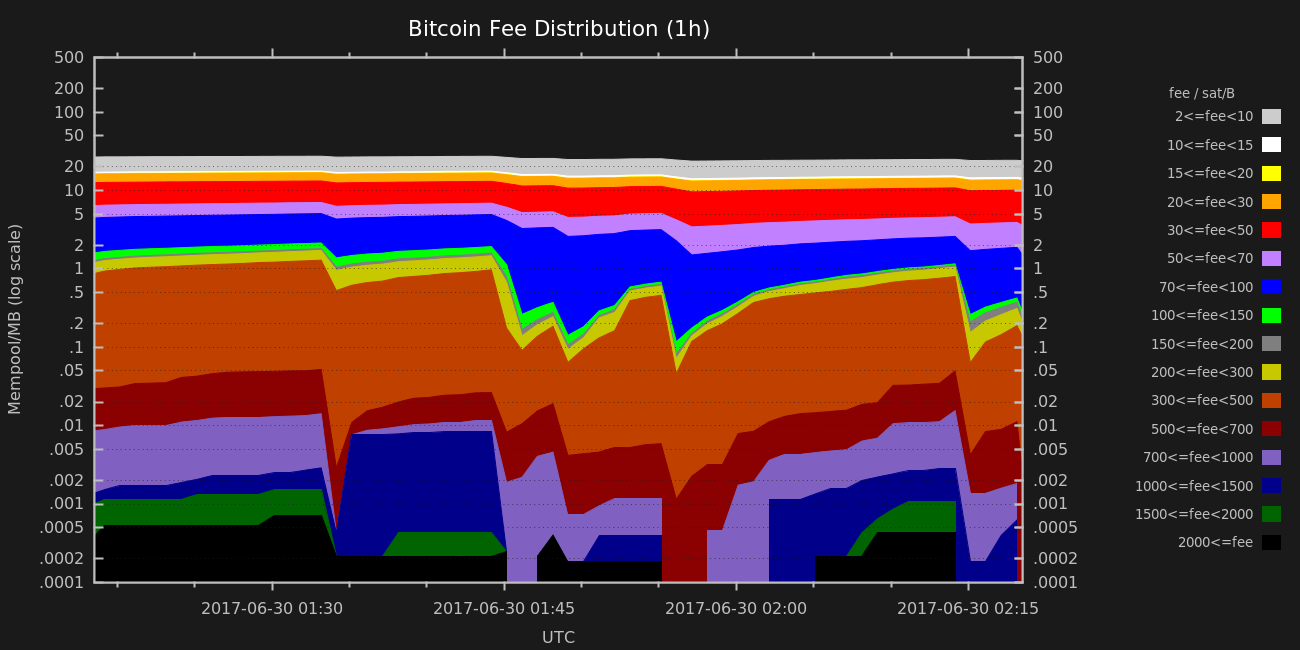 Bitcoin Fee Distribution (1h)
500
200
100
50
20
10
5
2
1
.5
.2
.1
.05
.02
.01
.005
.002
.001
.0005
.0002
.0001
Mempool/MB (log scale)
500
200
100
50
20
10
5
2
1
.5
.2
.1
.05
.02
.01
.005
.002
.001
.0005
.0002
.0001
2017-06-30 01:30
2017-06-30 01:45
2017-06-30 02:00
2017-06-30 02:15
UTC
fee / sat/B
2<=fee<10
10<=fee<15
15<=fee<20
20<=fee<30
30<=fee<50
50<=fee<70
70<=fee<100
100<=fee<150
150<=fee<200
200<=fee<300
300<=fee<500
500<=fee<700
700<=fee<1000
1000<=fee<1500
1500<=fee<2000
2000<=fee